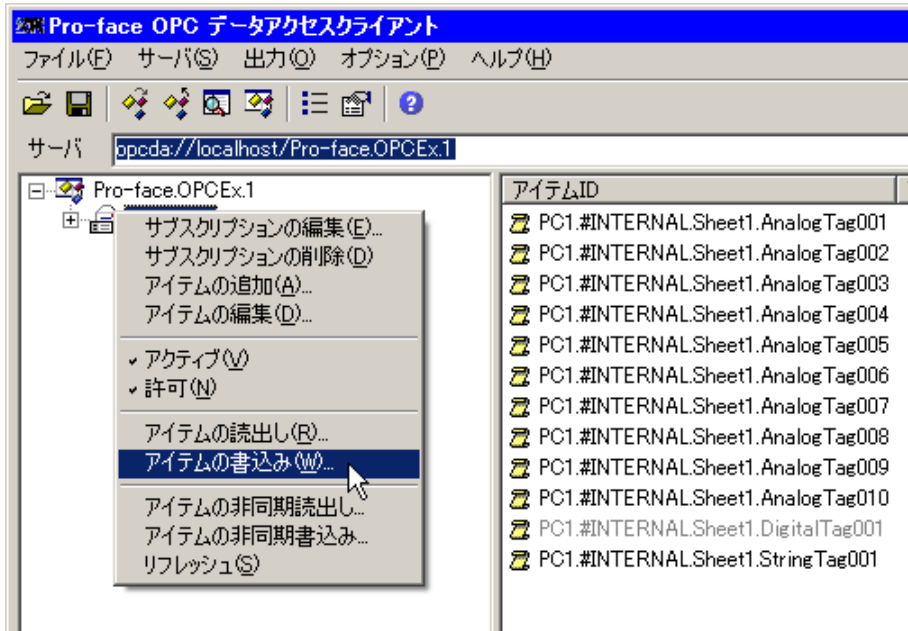 Pro-face OPC データアクセスクライアント
ファイル(F) サーバ(S) 出力(O) オプション(P) ヘルプ(H)
サーバ opcda://localhost/Pro-face.OPCEx.1
Pro-face.OPCEx.1
サブスクリプションの編集(E)...
サブスクリプションの削除(D)
アイテムの追加(A)...
アイテムの編集(D)...
アクティブ(V)
許可(N)
アイテムの読出し(R)...
アイテムの書込み(W)...
アイテムの非同期読出し...
アイテムの非同期書込み...
リフレッシュ(S)
アイテムID
PC1.#INTERNAL.Sheet1.AnalogTag001
PC1.#INTERNAL.Sheet1.AnalogTag002
PC1.#INTERNAL.Sheet1.AnalogTag003
PC1.#INTERNAL.Sheet1.AnalogTag004
PC1.#INTERNAL.Sheet1.AnalogTag005
PC1.#INTERNAL.Sheet1.AnalogTag006
PC1.#INTERNAL.Sheet1.AnalogTag007
PC1.#INTERNAL.Sheet1.AnalogTag008
PC1.#INTERNAL.Sheet1.AnalogTag009
PC1.#INTERNAL.Sheet1.AnalogTag010
PC1.#INTERNAL.Sheet1.DigitalTag001
PC1.#INTERNAL.Sheet1.StringTag001